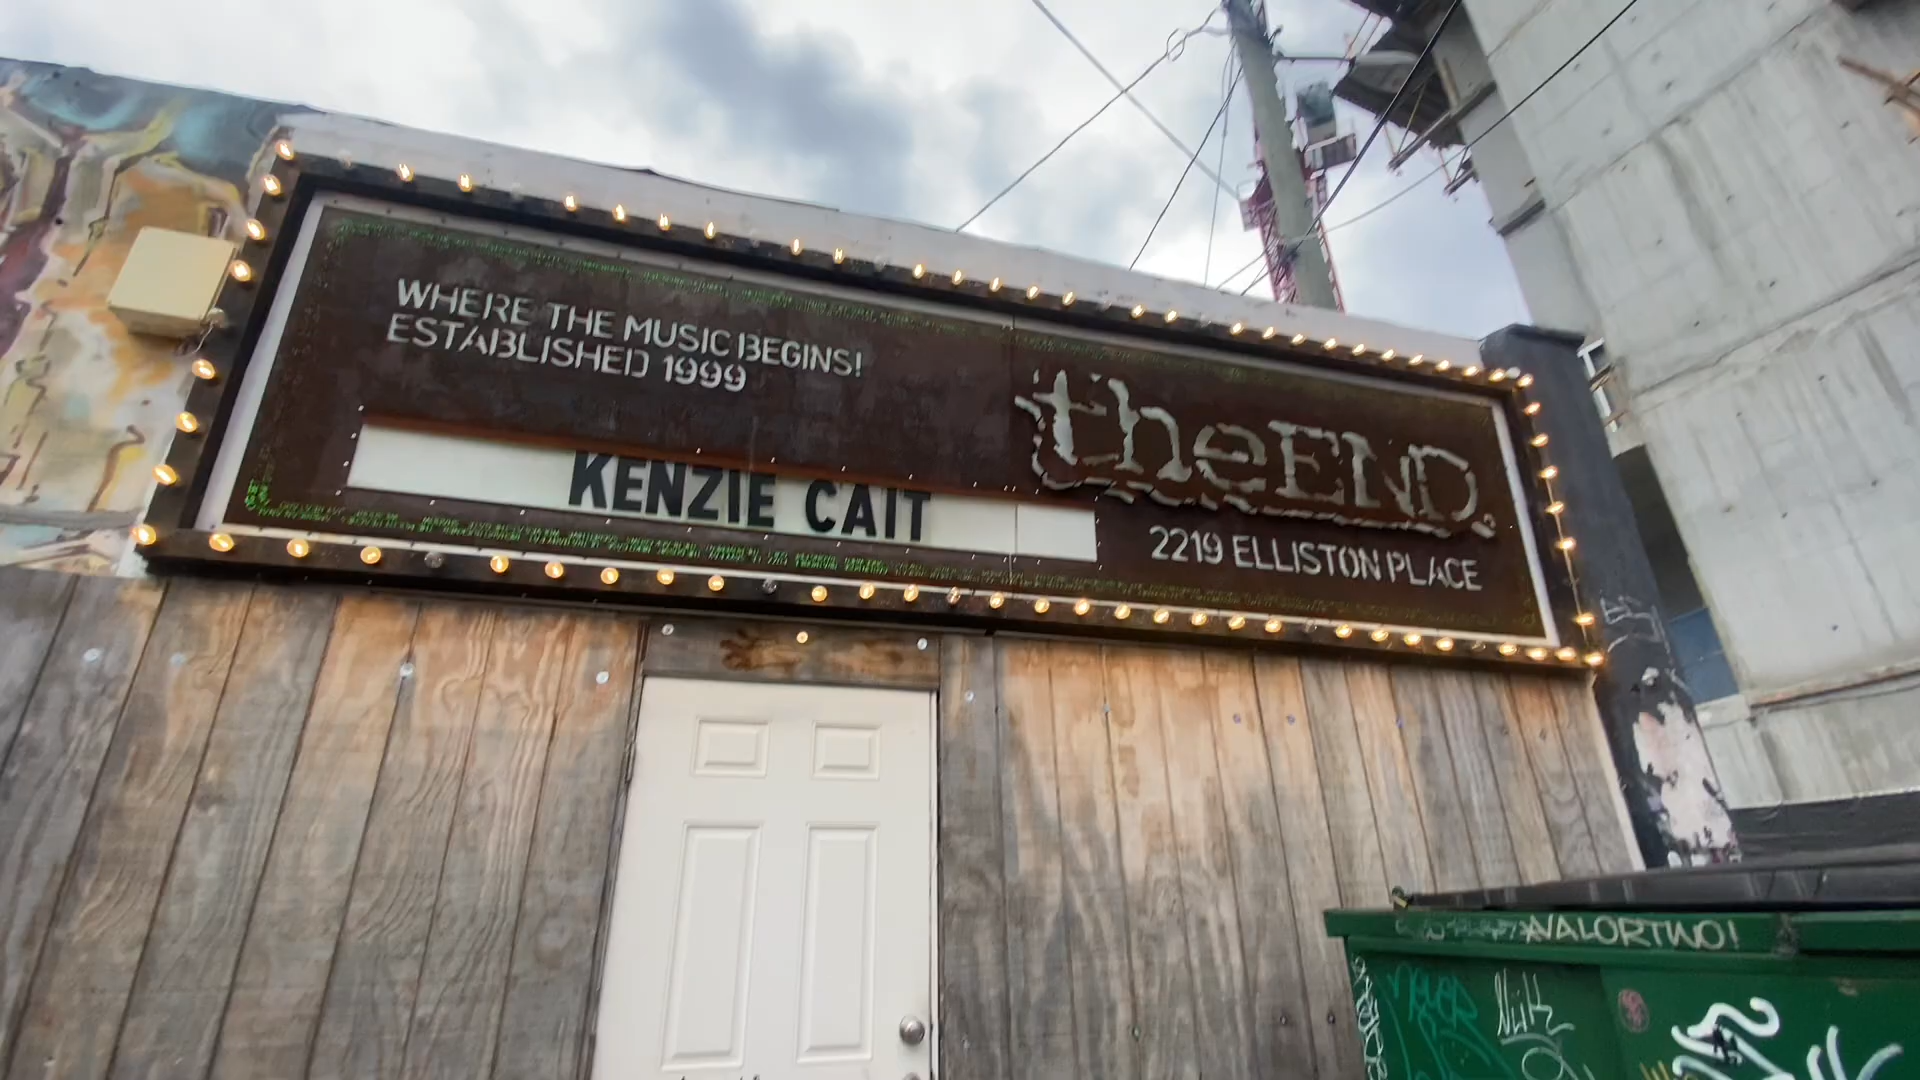 WHERE THE MUSIC BEGINS!
ESTABLISHED 1999
KENZIE CAIT
theEND.
2219 ELLISTON PLACE
VALORTWO!